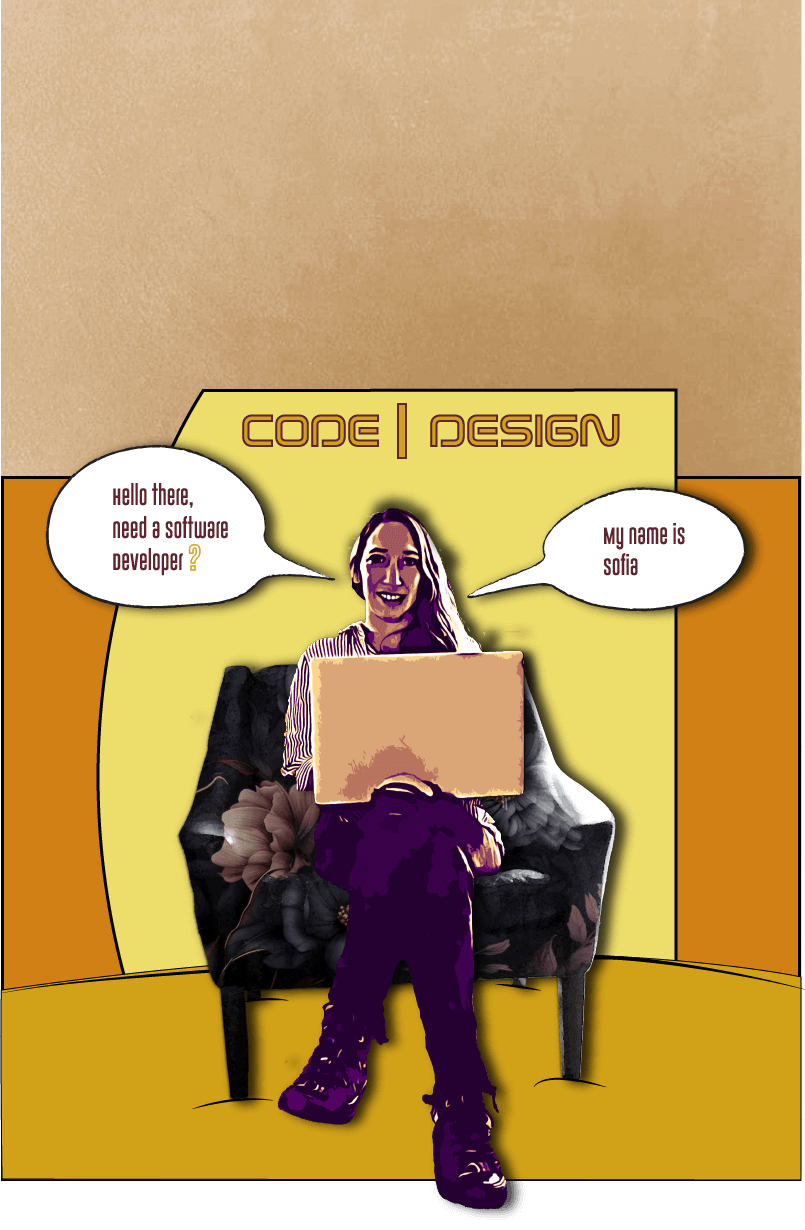 CODE | DESIGN
Hello there,
need a software
Developer ?
My name is
sofia